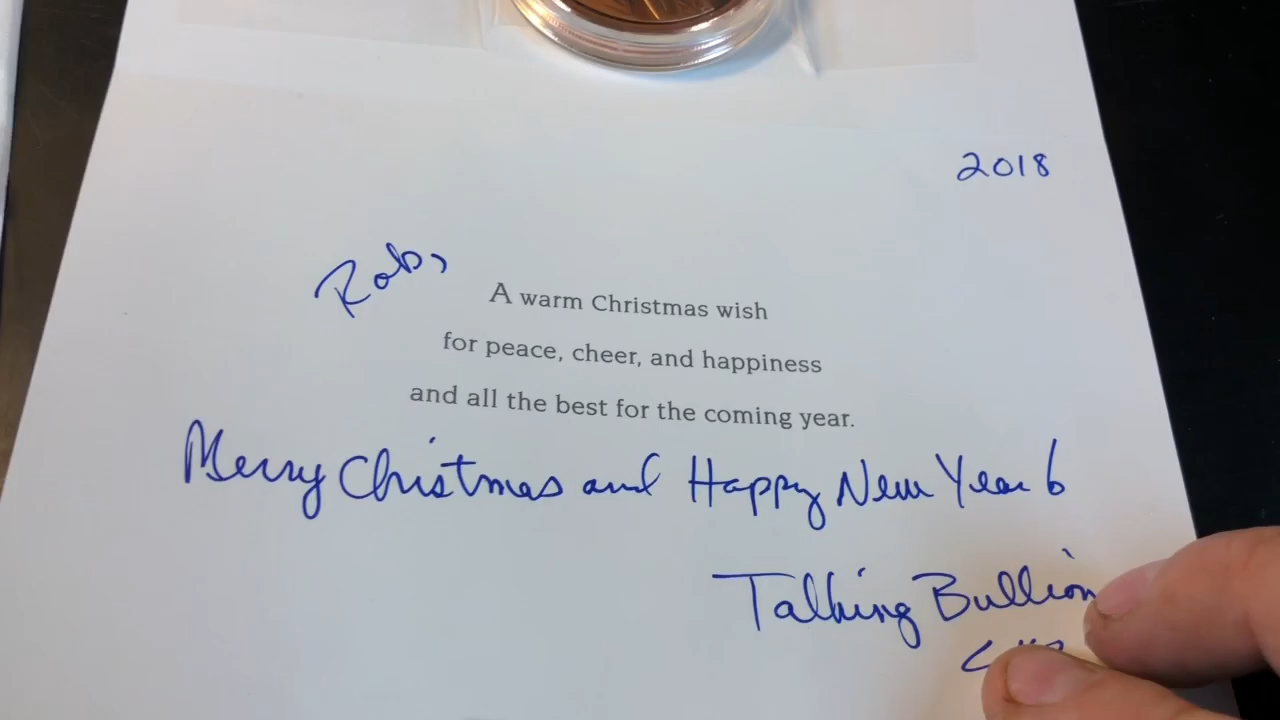 2018
Rob,
A warm Christmas wish
for peace, cheer, and happiness
and all the best for the coming year.
Merry Christmas and Happy New Year
Talking Bullion